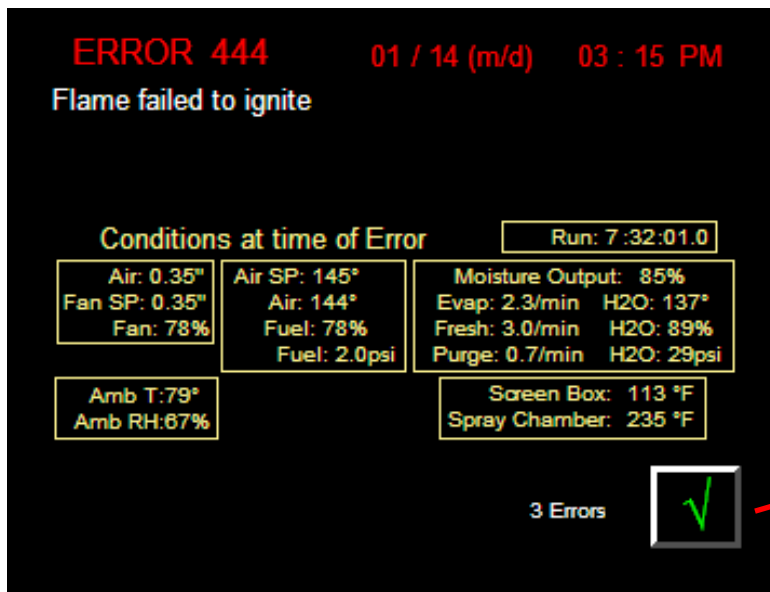 ERROR 444 01 / 14 (m/d) 03 : 15 PM
Flame failed to ignite
Conditions at time of Error
Run: 7 :32:01.0
Air: 0.35"
Fan SP: 0.35"
Fan: 78%
Air SP: 145°
Air: 144°
Fuel: 78%
Fuel: 2.0psi
Moisture Output: 85%
Evap: 2.3/min H2O: 137°
Fresh: 3.0/min H2O: 89%
Purge: 0.7/min H2O: 29psi
Amb T:79°
Amb RH:67%
Screen Box: 113 °F
Spray Chamber: 235 °F
3 Errors